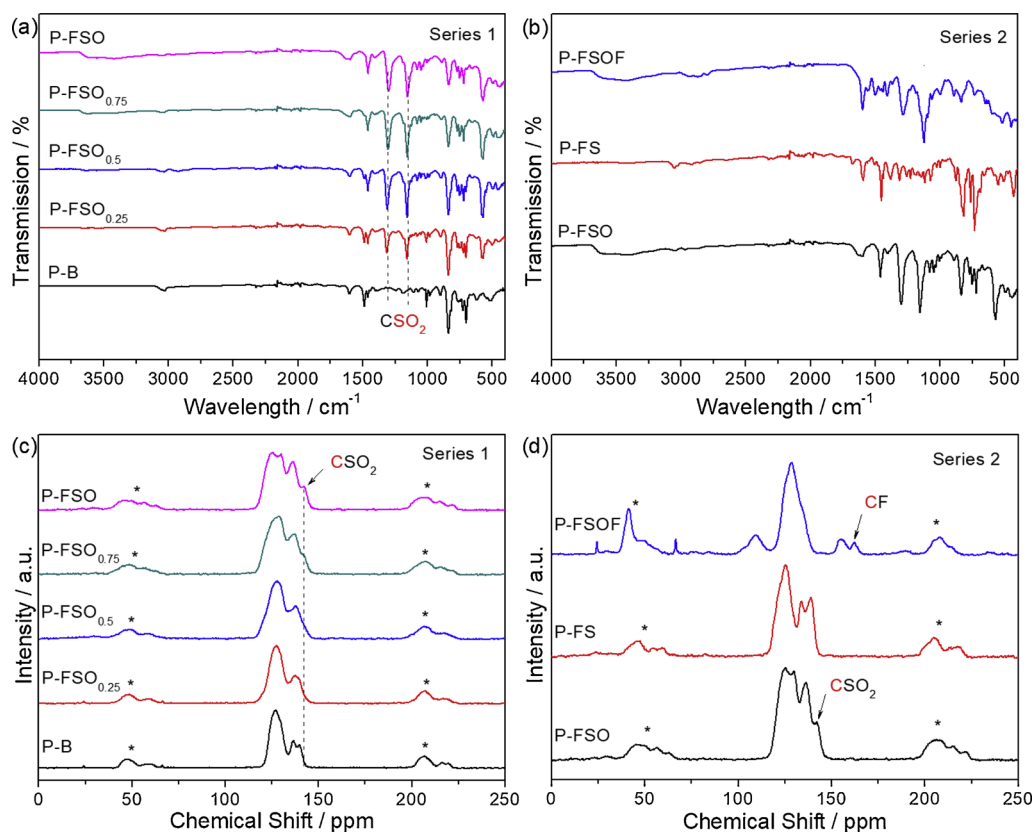 (a)
Series 1
P-FSO
P-FSO0.75
P-FSO0.5
P-FSO0.25
P-B
CSO2
Transmission / %
4000 3500 3000 2500 2000 1500 1000 500
Wavelength / cm-1
(b)
Series 2
P-FSOF
P-FS
P-FSO
Transmission / %
4000 3500 3000 2500 2000 1500 1000 500
Wavelength / cm-1
(c)
Series 1
CSO2
P-FSO * *
P-FSO0.75 * *
P-FSO0.5 * *
P-FSO0.25 * *
P-B * *
Intensity / a.u.
0 50 100 150 200 250
Chemical Shift / ppm
(d)
Series 2
P-FSOF * *
CF
P-FS * *
CSO2
P-FSO * *
Intensity / a.u.
0 50 100 150 200 250
Chemical Shift / ppm